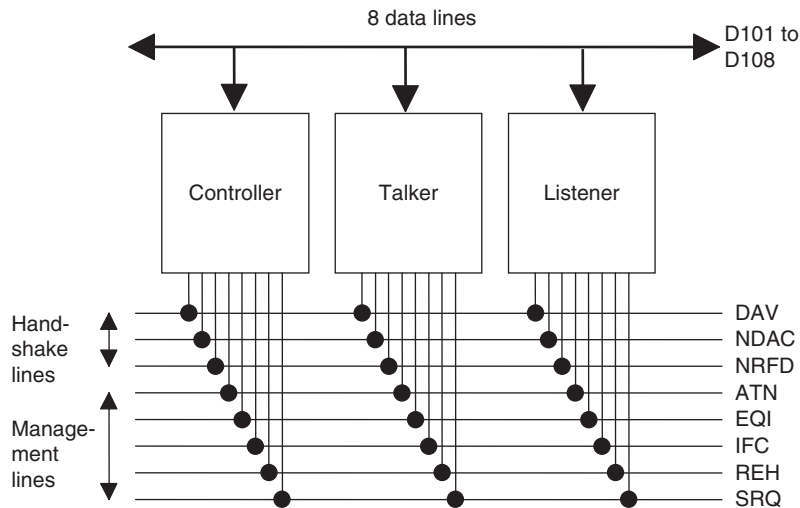 8 data lines
D101 to
D108
Controller
Talker
Listener
Hand-
shake
lines
Manage-
ment
lines
DAV
NDAC
NRFD
ATN
EQI
IFC
REH
SRQ